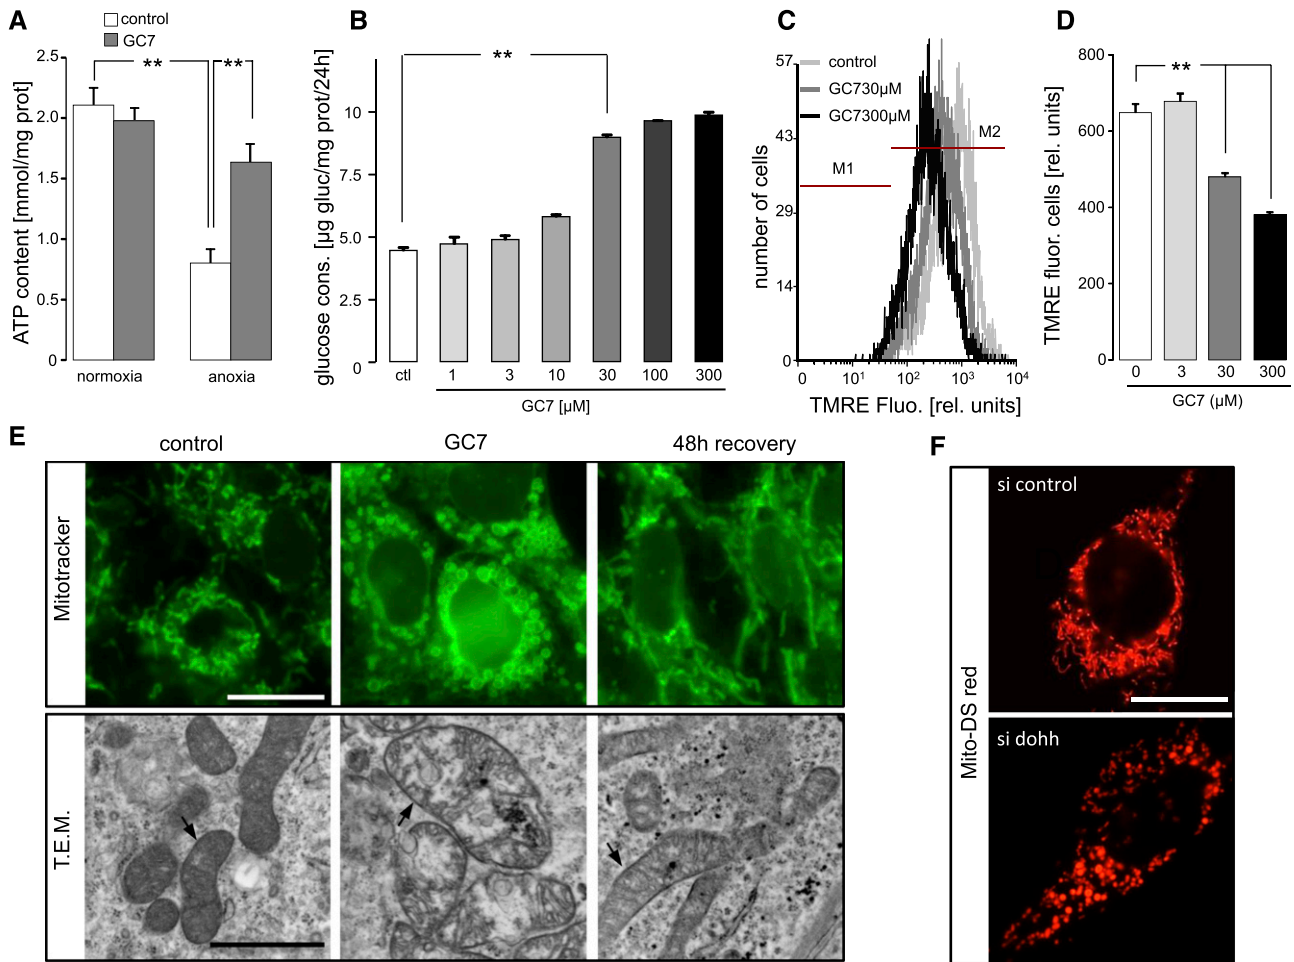 A
control
GC7
ATP content [mmol/mg prot]
2.5
2.0
1.5
1.0
0.5
0
**
**
normoxia
anoxia
B
glucose cons. [µg gluc/mg prot/24h]
10
7.5
5.0
2.5
0
**
ctl
1
3
10
30
100
300
GC7 [µM]
C
control
GC730µM
GC7300µM
number of cells
57
43
29
14
0
M1
M2
0
10¹
10²
10³
10⁴
TMRE Fluo. [rel. units]
D
TMRE fluor. cells [rel. units]
800
600
400
200
0
**
0
3
30
300
GC7 (µM)
E
control
GC7
48h recovery
Mitotracker
T.E.M.
F
Mito-DS red
si control
si dohh